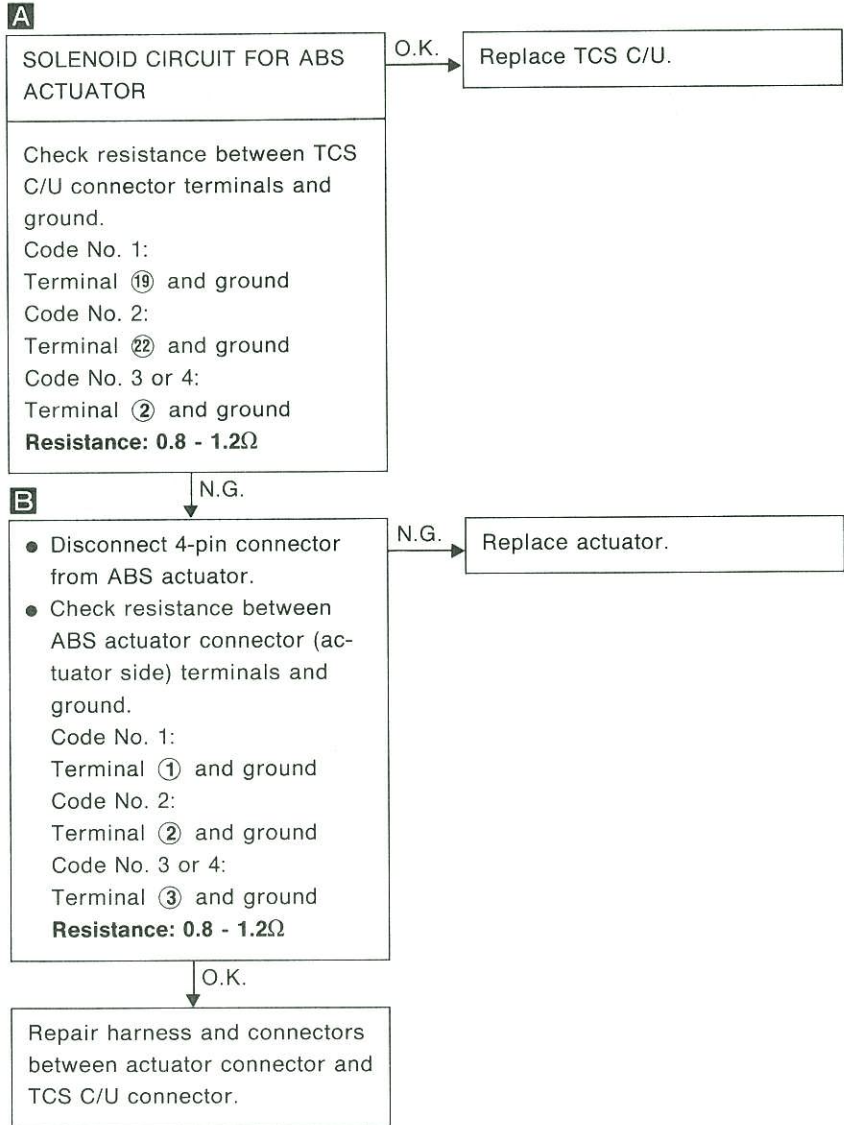 A
SOLENOID CIRCUIT FOR ABS
ACTUATOR
O.K.
Replace TCS C/U.
Check resistance between TCS
C/U connector terminals and
ground.
Code No. 1:
Terminal ⑲ and ground
Code No. 2:
Terminal ㉒ and ground
Code No. 3 or 4:
Terminal ② and ground
Resistance: 0.8 - 1.2Ω
N.G.
B
● Disconnect 4-pin connector
from ABS actuator.
● Check resistance between
ABS actuator connector (ac-
tuator side) terminals and
ground.
Code No. 1:
Terminal ① and ground
Code No. 2:
Terminal ② and ground
Code No. 3 or 4:
Terminal ③ and ground
Resistance: 0.8 - 1.2Ω
N.G.
Replace actuator.
O.K.
Repair harness and connectors
between actuator connector and
TCS C/U connector.